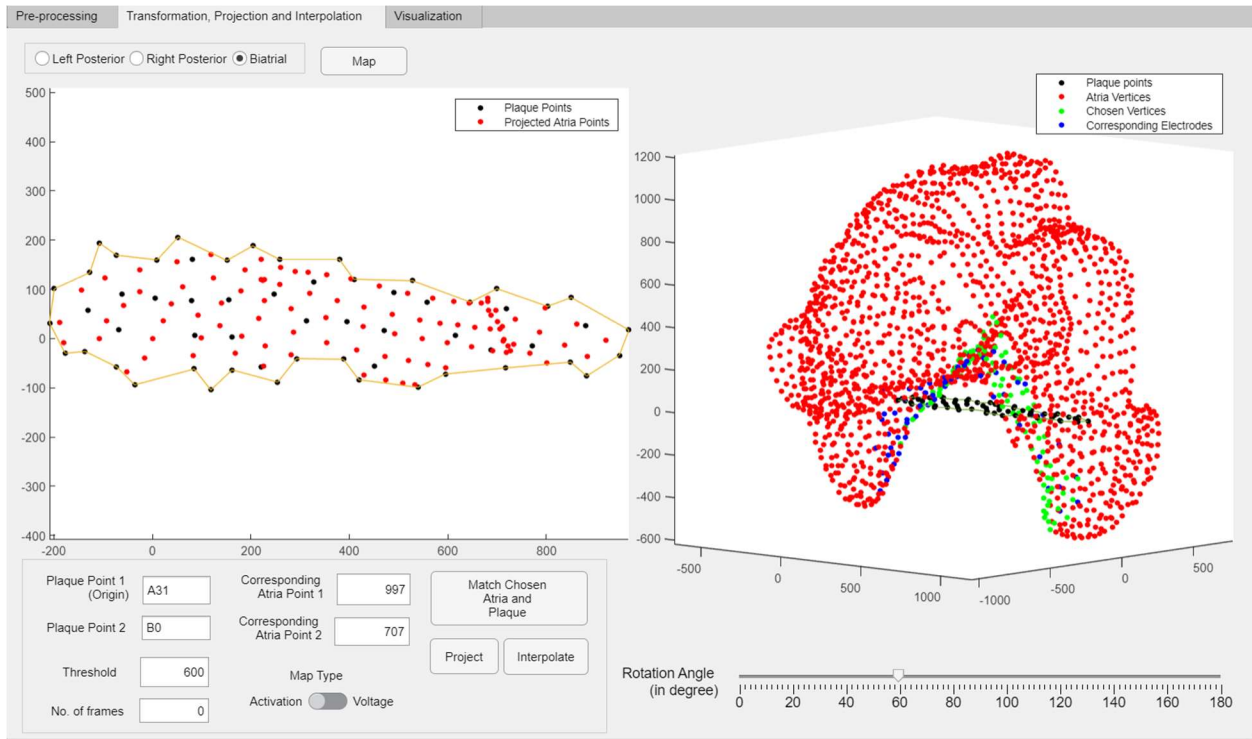 Pre-processing
Transformation, Projection and Interpolation
Visualization
Left Posterior
Right Posterior
Biatrial
Map
500
400
300
200
100
0
-100
-200
-300
-400
-200
0
200
400
600
800
Plaque Points
Projected Atria Points
Plaque points
Atria Vertices
Chosen Vertices
Corresponding Electrodes
1200
1000
800
600
400
200
0
-200
-400
-600
-500
0
500
1000
-1000
-500
0
500
Plaque Point 1
(Origin)
A31
Corresponding
Atria Point 1
997
Match Chosen
Atria and
Plaque
Plaque Point 2
B0
Corresponding
Atria Point 2
707
Project
Interpolate
Threshold
600
Map Type
Activation
Voltage
No. of frames
0
Rotation Angle
(in degree)
0 20 40 60 80 100 120 140 160 180